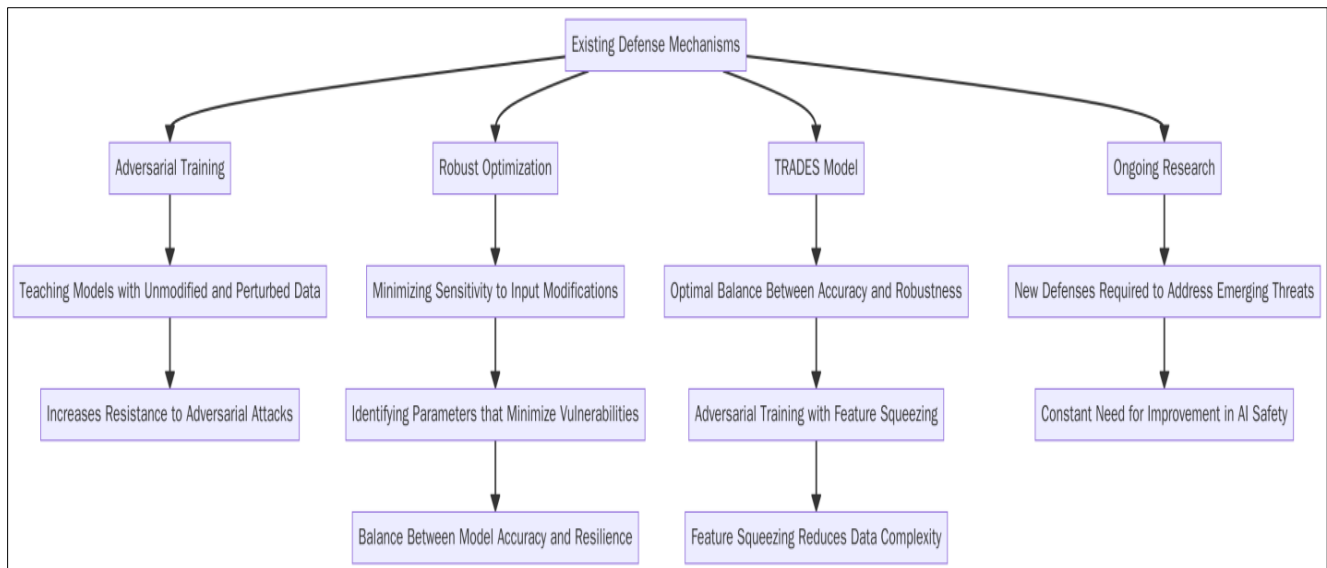 Existing Defense Mechanisms
Adversarial Training
Robust Optimization
TRADES Model
Ongoing Research
Teaching Models with Unmodified and Perturbed Data
Minimizing Sensitivity to Input Modifications
Optimal Balance Between Accuracy and Robustness
New Defenses Required to Address Emerging Threats
Increases Resistance to Adversarial Attacks
Identifying Parameters that Minimize Vulnerabilities
Adversarial Training with Feature Squeezing
Constant Need for Improvement in AI Safety
Balance Between Model Accuracy and Resilience
Feature Squeezing Reduces Data Complexity